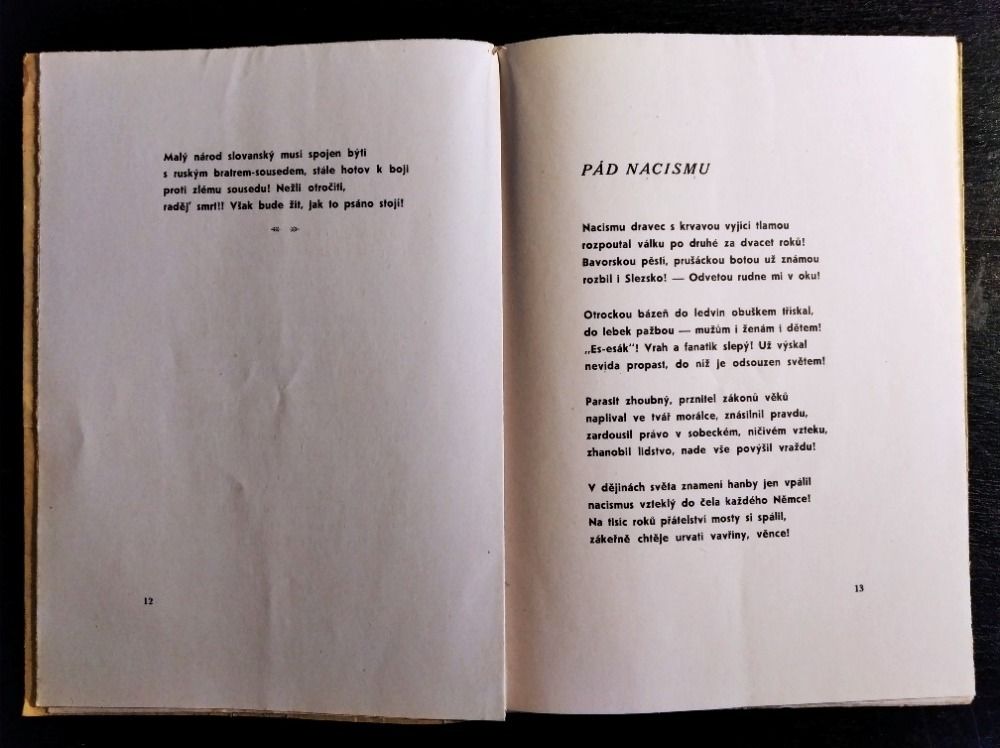 Malý národ slovanský musí spojen býti
s ruským bratrem-sousedem, stále hotov k boji
proti zlému sousedu! Nežli otročiti,
raděj' smrt!! Však bude žít, jak to psáno stojí!
12
PÁD NACISMU
Nacismu dravec s krvavou vyjící tlamou
rozpoutal válku po druhé za dvacet roků!
Bavorskou pěstí, prušáckou botou už známou
rozbil i Slezsko! — Odvetou rudne mi v oku!
Otrockou bázeň do ledvin obuškem třískal,
do lebek pažbou — mužům i ženám i dětem!
„Es-esák"! Vrah a fanatik slepý! Už výskal
nevida propast, do níž je odsouzen světem!
Parasit zhoubný, prznitel zákonů věků
naplival ve tvář morálce, znásilnil pravdu,
zardousil právo v sobeckém, ničivém vzteku,
zhanobil lidstvo, nade vše povýšil vraždu!
V dějinách světa znamení hanby jen vpálil
nacismus vzteklý do čela každého Němce!
Na tisíc roků přátelství mosty si spálil,
zákeřně chtěje urvati vavříny, věnce!
13